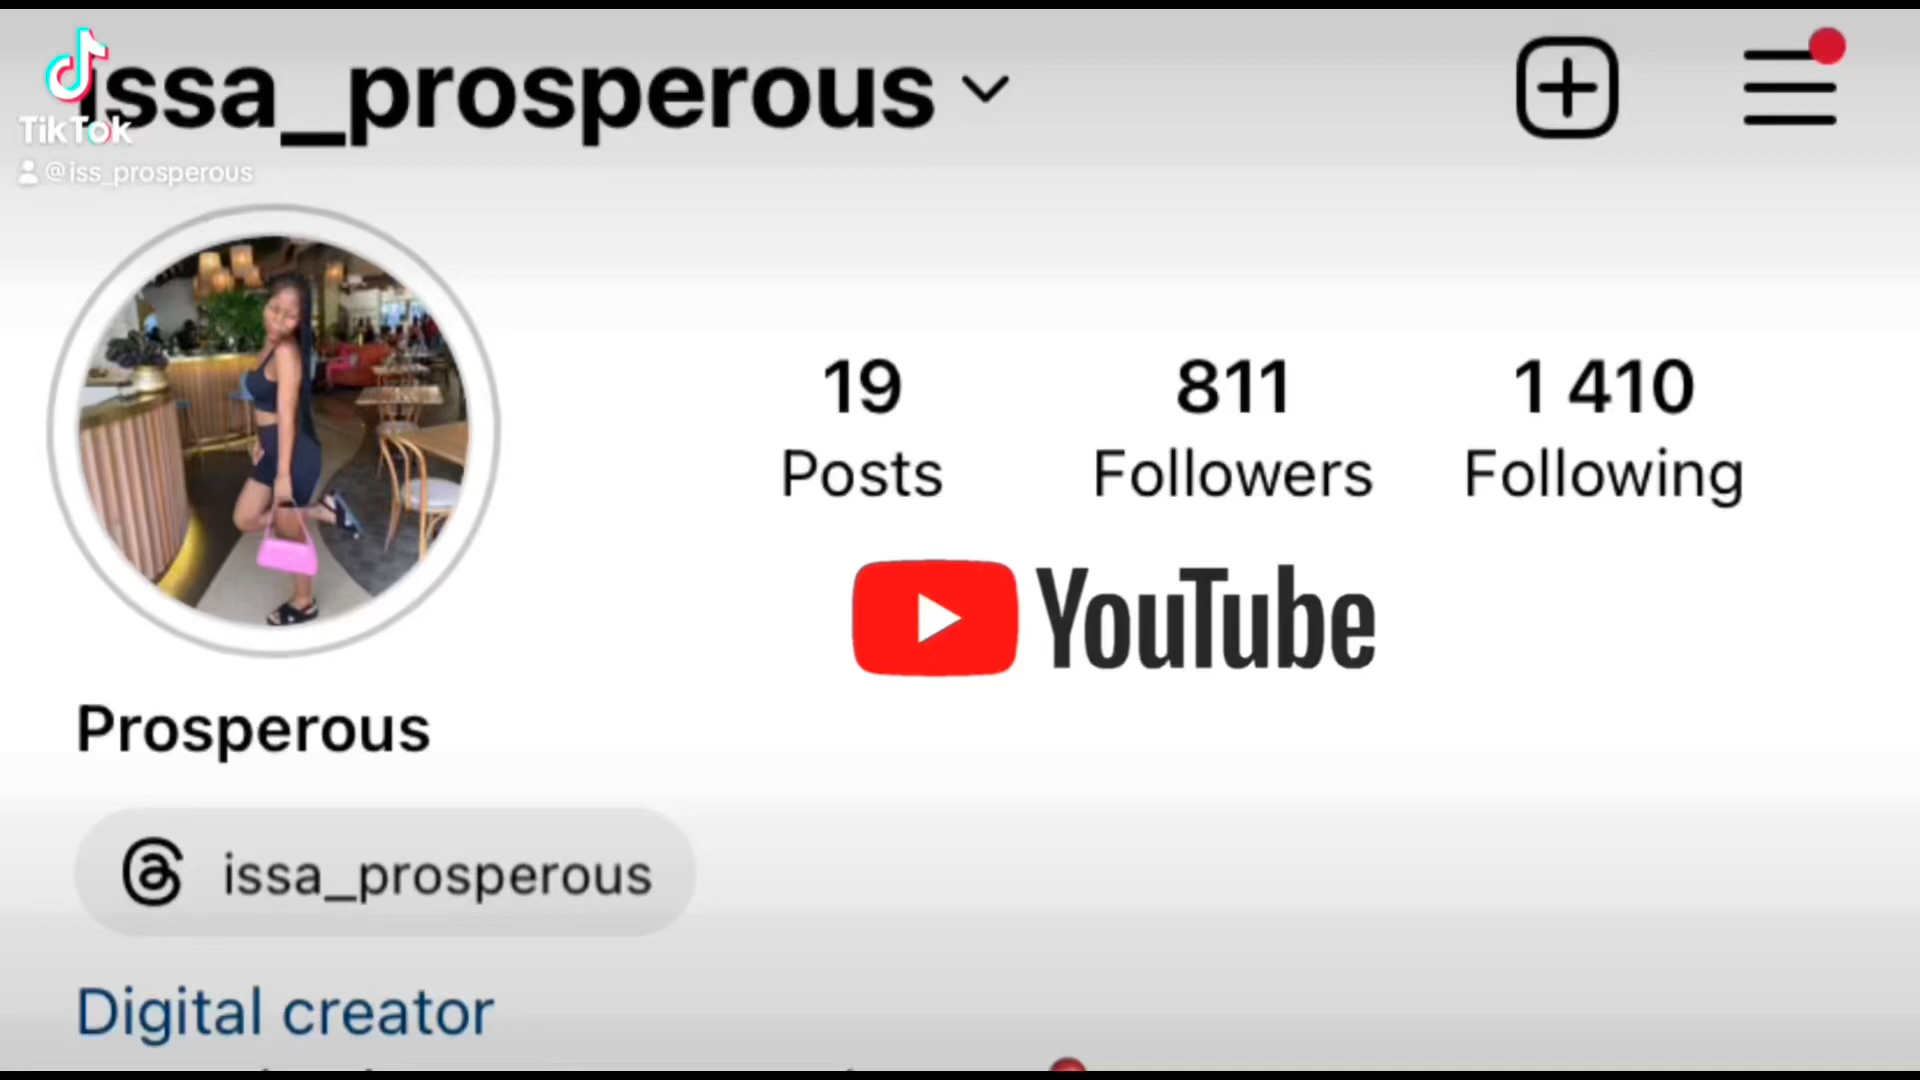 issa_prosperous
TikTok
@iss_prosperous
19 811 1 410
Posts Followers Following
YouTube
Prosperous
issa_prosperous
Digital creator